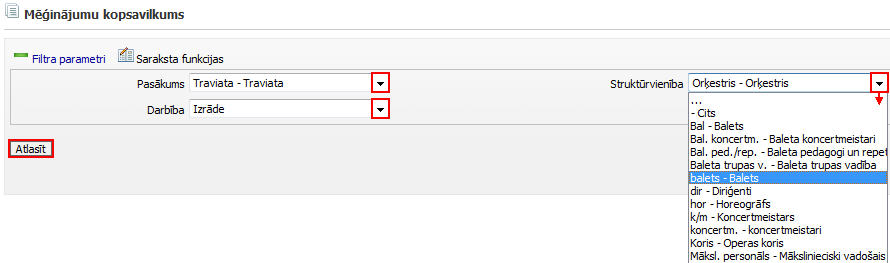 Mēģinājumu kopsavilkums
Filtra parametri Saraksta funkcijas
Pasākums Traviata - Traviata Struktūrvienība Orķestris - Orķestris
Darbība Izrāde
Atlasīt
...
- Cits
Bal - Balets
Bal. koncertm. - Baleta koncertmeistari
Bal. ped./rep. - Baleta pedagogi un repet
Baleta trupas v. - Baleta trupas vadība
balets - Balets
dir - Diriģenti
hor - Horeogrāfs
k/m - Koncertmeistars
koncertm. - koncertmeistari
Koris - Operas koris
Māksl. personāls - Mākslinieciski vadošais